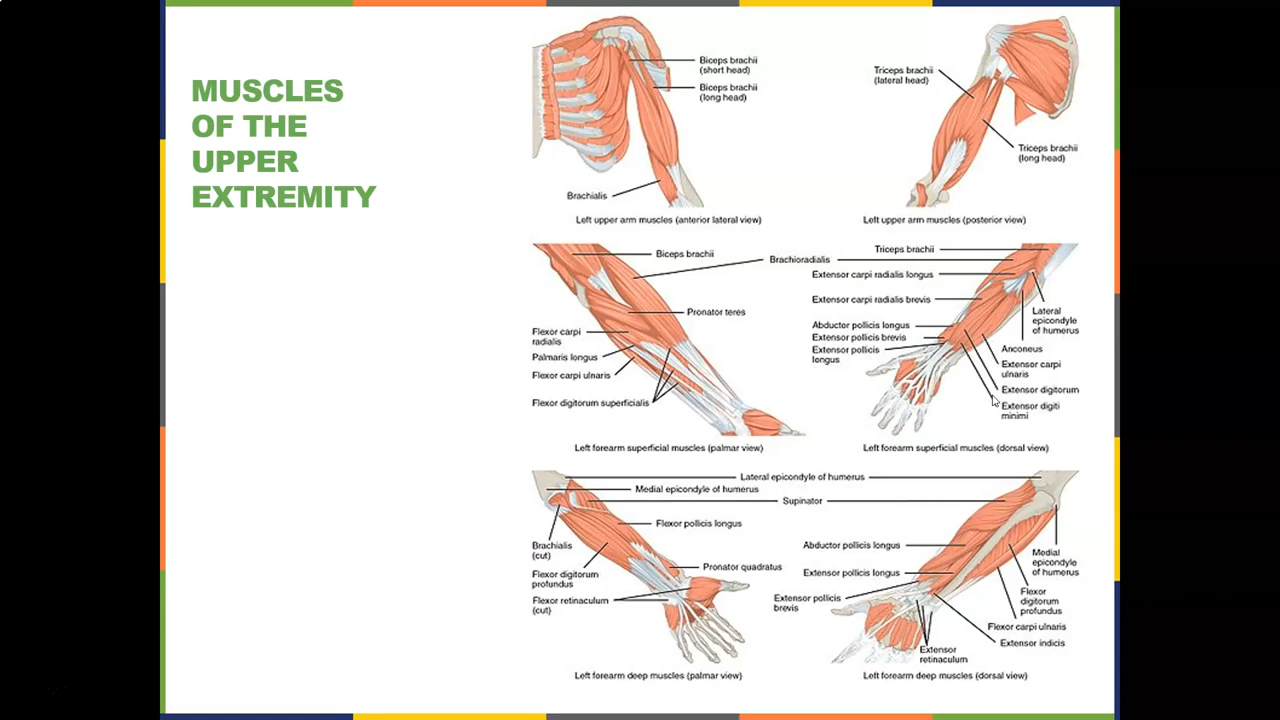 MUSCLES
OF THE
UPPER
EXTREMITY
Biceps brachii
(short head)
Biceps brachii
(long head)
Brachialis
Left upper arm muscles (anterior lateral view)
Triceps brachii
(lateral head)
Triceps brachii
(long head)
Left upper arm muscles (posterior view)
Biceps brachii
Brachioradialis
Pronator teres
Flexor carpi
radialis
Palmaris longus
Flexor carpi ulnaris
Flexor digitorum superficialis
Left forearm superficial muscles (palmar view)
Triceps brachii
Extensor carpi radialis longus
Extensor carpi radialis brevis
Abductor pollicis longus
Extensor pollicis brevis
Extensor pollicis
longus
Lateral
epicondyle
of humerus
Anconeus
Extensor carpi
ulnaris
Extensor digitorum
Extensor digiti
minimi
Left forearm superficial muscles (dorsal view)
Lateral epicondyle of humerus
Medial epicondyle of humerus
Supinator
Flexor pollicis longus
Brachialis
(cut)
Flexor digitorum
profundus
Flexor retinaculum
(cut)
Pronator quadratus
Left forearm deep muscles (palmar view)
Abductor pollicis longus
Extensor pollicis longus
Extensor pollicis
brevis
Medial
epicondyle
of humerus
Flexor
digitorum
profundus
Flexor carpi ulnaris
Extensor indicis
Extensor
retinaculum
Left forearm deep muscles (dorsal view)